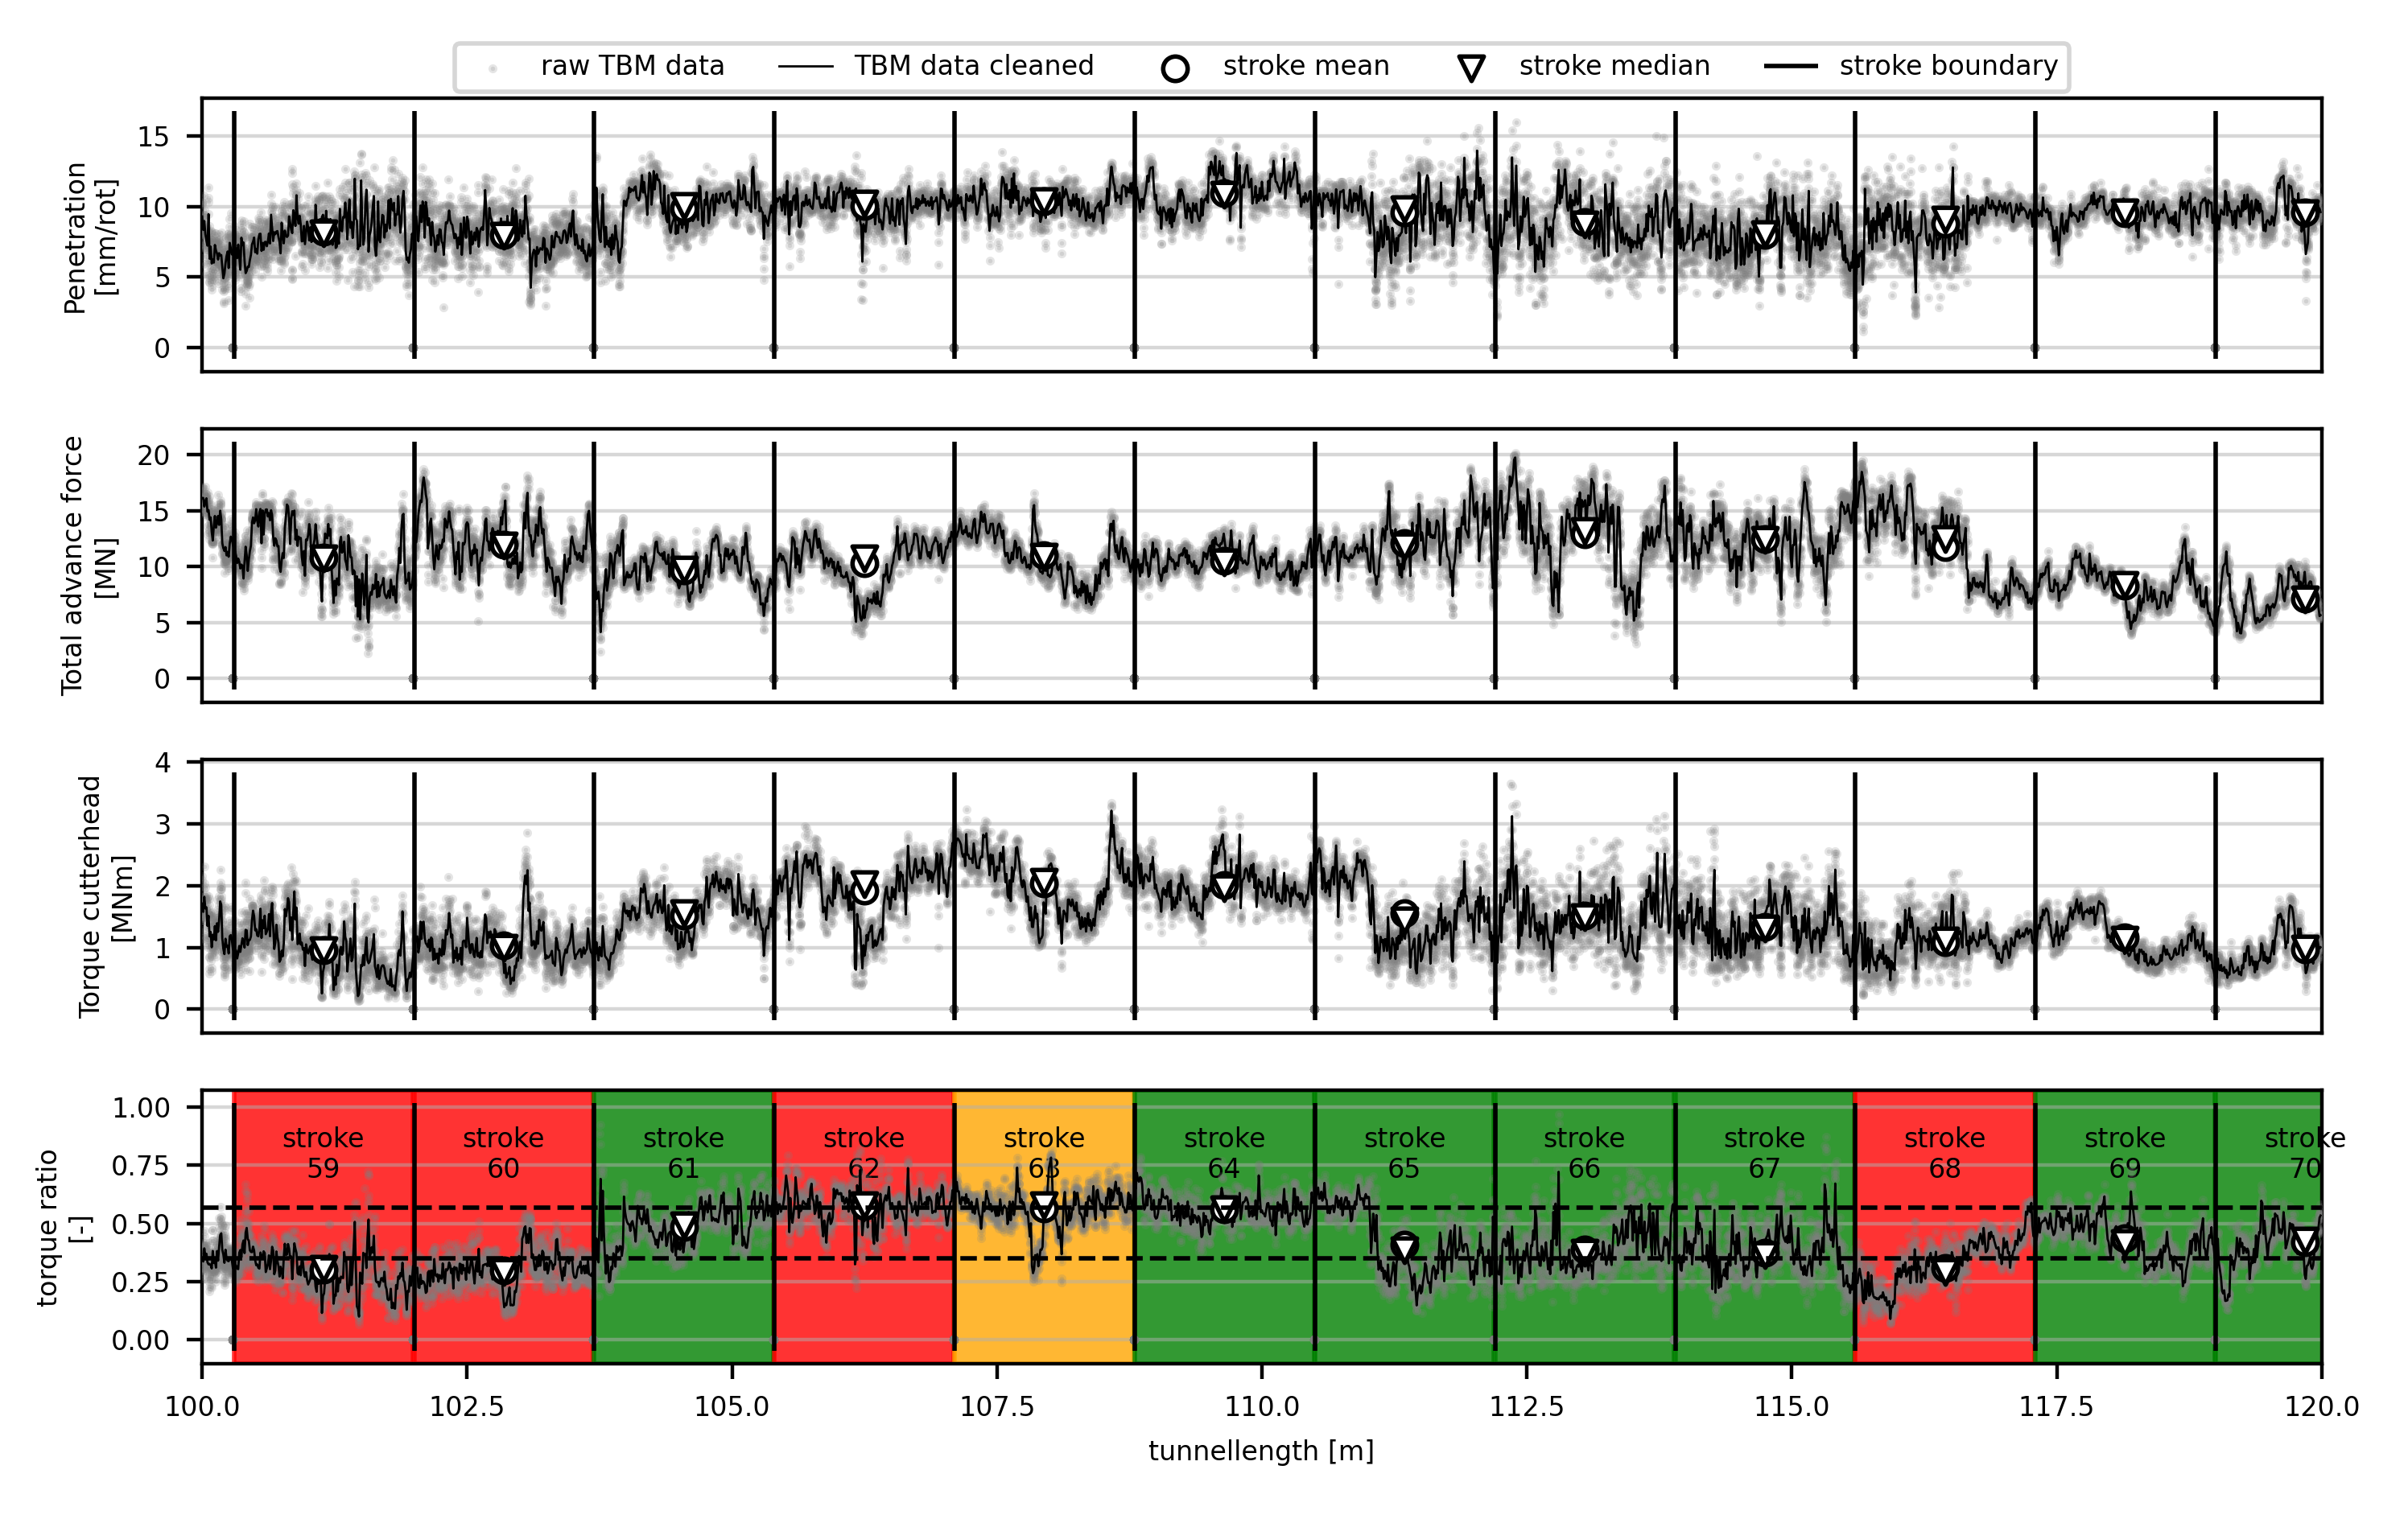 raw TBM data TBM data cleaned stroke mean stroke median stroke boundary
Penetration
[mm/rot]
15
10
5
0
Total advance force
[MN]
20
15
10
5
0
Torque cutterhead
[MNm]
4
3
2
1
0
torque ratio
[-]
1.00
0.75
0.50
0.25
0.00
stroke
59
stroke
60
stroke
61
stroke
62
stroke
63
stroke
64
stroke
65
stroke
66
stroke
67
stroke
68
stroke
69
stroke
70
100.0 102.5 105.0 107.5 110.0 112.5 115.0 117.5 120.0
tunnellength [m]